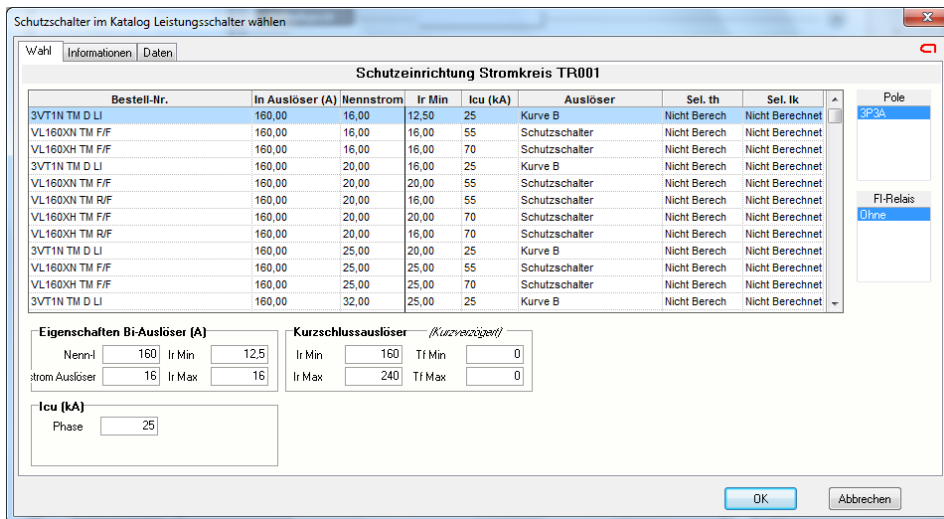 Schutzschalter im Katalog Leistungsschalter wählen
Wahl Informationen Daten
Schutzeinrichtung Stromkreis TR001
Bestell-Nr. In Auslöser (A) Nennstrom Ir Min Icu (kA) Auslöser Sel. th Sel. Ik
3VT1N TM D LI 160,00 16,00 12,50 25 Kurve B Nicht Berech Nicht Berechnet
VL160XN TM F/F 160,00 16,00 16,00 55 Schutzschalter Nicht Berech Nicht Berechnet
VL160XH TM F/F 160,00 16,00 16,00 70 Schutzschalter Nicht Berech Nicht Berechnet
3VT1N TM D LI 160,00 20,00 16,00 25 Kurve B Nicht Berech Nicht Berechnet
VL160XN TM F/F 160,00 20,00 20,00 55 Schutzschalter Nicht Berech Nicht Berechnet
VL160XN TM R/F 160,00 20,00 16,00 55 Schutzschalter Nicht Berech Nicht Berechnet
VL160XH TM F/F 160,00 20,00 20,00 70 Schutzschalter Nicht Berech Nicht Berechnet
VL160XH TM R/F 160,00 20,00 16,00 70 Schutzschalter Nicht Berech Nicht Berechnet
3VT1N TM D LI 160,00 25,00 20,00 25 Kurve B Nicht Berech Nicht Berechnet
VL160XN TM F/F 160,00 25,00 25,00 55 Schutzschalter Nicht Berech Nicht Berechnet
VL160XH TM F/F 160,00 25,00 25,00 70 Schutzschalter Nicht Berech Nicht Berechnet
3VT1N TM D LI 160,00 32,00 25,00 25 Kurve B Nicht Berech Nicht Berechnet
Pole
3P3A
FI-Relais
Ohne
Eigenschaften Bi-Auslöser (A)
Nenn-I 160 Ir Min 12,5
strom Auslöser 16 Ir Max 16
Kurzschlussauslöser (Kurzverzögert)
Ir Min 160 Tf Min 0
Ir Max 240 Tf Max 0
Icu (kA)
Phase 25
OK Abbrechen